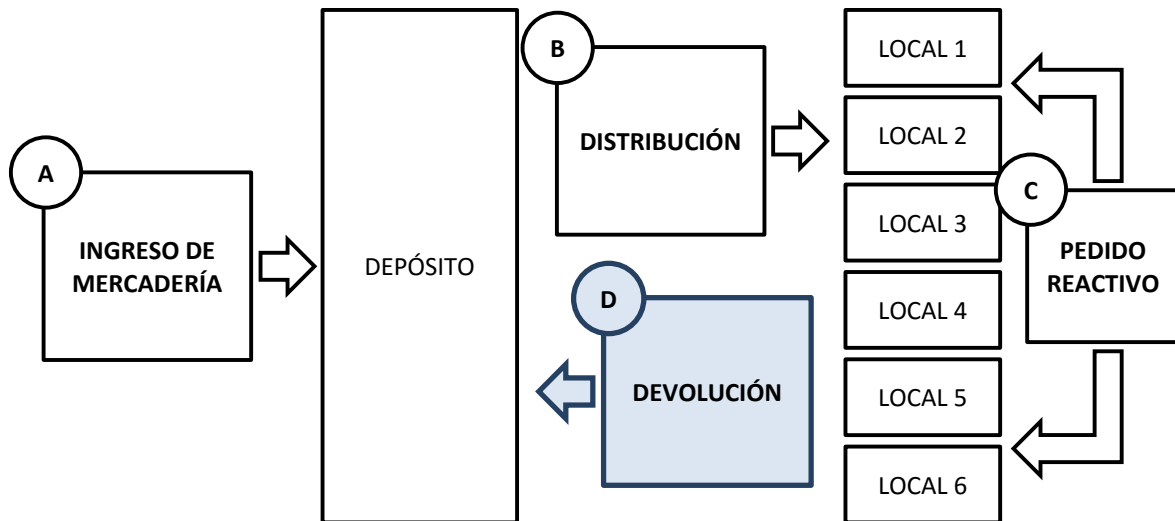 A
INGRESO DE
MERCADERÍA
DEPÓSITO
B
DISTRIBUCIÓN
D
DEVOLUCIÓN
LOCAL 1
LOCAL 2
LOCAL 3
LOCAL 4
LOCAL 5
LOCAL 6
C
PEDIDO
REACTIVO